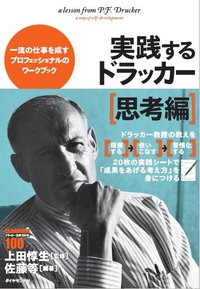 a lesson from P.F. Drucker
a way of self-development
一流の仕事を成す
プロフェッショナルの
ワークブック
実践する
ドラッカー
[思考編]
ドラッカー教授の教えを
理解する 使いこなす 習慣化する
20枚の実践シートで
「成果をあげる考え方」を
身につける
100
上田惇生[監修]
佐藤等[編著]
ダイヤモンド社